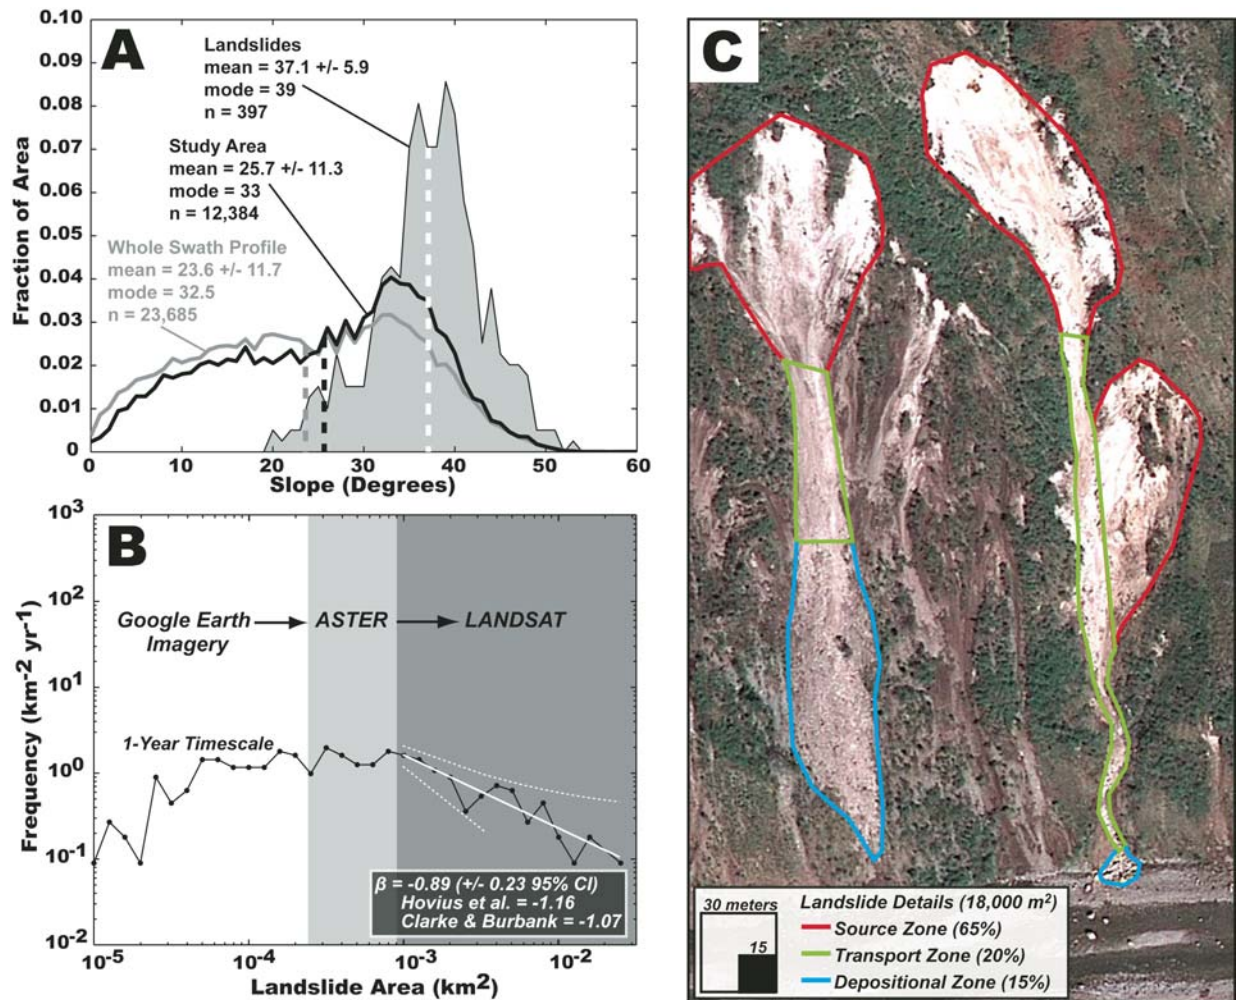 A
Landslides
mean = 37.1 +/- 5.9
mode = 39
n = 397
Study Area
mean = 25.7 +/- 11.3
mode = 33
n = 12,384
Whole Swath Profile
mean = 23.6 +/- 11.7
mode = 32.5
n = 23,685
Fraction of Area
0.10
0.09
0.08
0.07
0.06
0.05
0.04
0.03
0.02
0.01
0
0 10 20 30 40 50 60
Slope (Degrees)
B
Google Earth
Imagery
ASTER
LANDSAT
1-Year Timescale
β = -0.89 (+/- 0.23 95% CI)
Hovius et al. = -1.16
Clarke & Burbank = -1.07
Frequency (km-2 yr-1)
10³
10²
10¹
10⁰
10⁻¹
10⁻²
10⁻⁵ 10⁻⁴ 10⁻³ 10⁻²
Landslide Area (km²)
C
30 meters
15
Landslide Details (18,000 m²)
Source Zone (65%)
Transport Zone (20%)
Depositional Zone (15%)